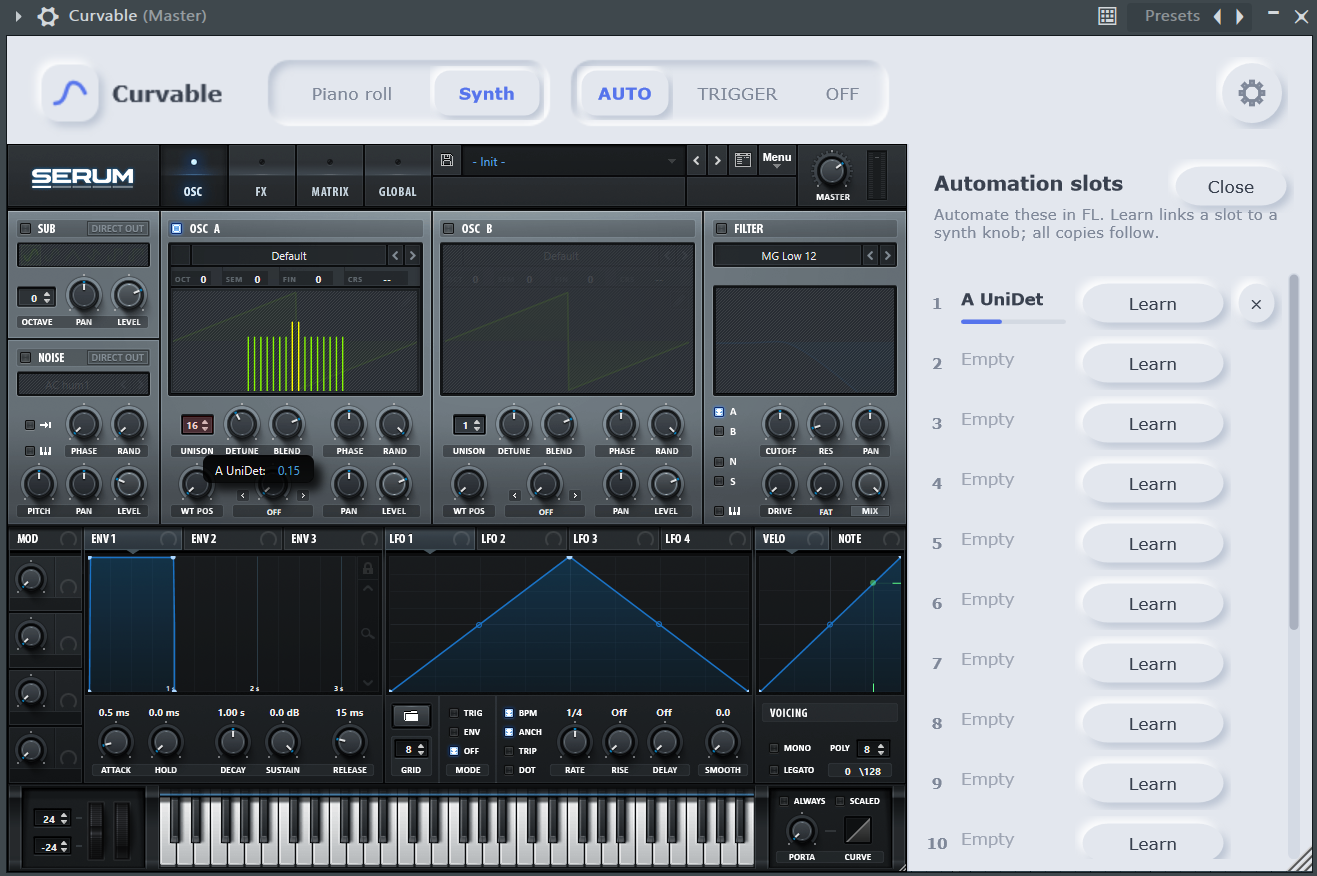 Curvable (Master)
Presets
Curvable
Piano roll
Synth
AUTO
TRIGGER
OFF
SERUM
OSC
FX
MATRIX
GLOBAL
- Init -
Menu
MASTER
Automation slots
Close
Automate these in FL. Learn links a slot to a
synth knob; all copies follow.
SUB
DIRECT OUT
0
OCTAVE
PAN
LEVEL
NOISE
DIRECT OUT
AC hum1
PHASE
RAND
PITCH
PAN
LEVEL
OSC A
Default
OCT 0
SEM 0
FIN 0
CRS --
16
UNISON
DETUNE
BLEND
PHASE
RAND
A UniDet: 0.15
WT POS
OFF
PAN
LEVEL
OSC B
Default
OCT 0
SEM 0
FIN 0
CRS --
1
UNISON
DETUNE
BLEND
PHASE
RAND
WT POS
OFF
PAN
LEVEL
FILTER
MG Low 12
A
B
N
S
CUTOFF
RES
PAN
DRIVE
FAT
MIX
1
A UniDet
Learn
×
2
Empty
Learn
3
Empty
Learn
4
Empty
Learn
5
Empty
Learn
6
Empty
Learn
7
Empty
Learn
8
Empty
Learn
9
Empty
Learn
10
Empty
Learn
MOD
ENV 1
ENV 2
ENV 3
LFO 1
LFO 2
LFO 3
LFO 4
VELO
NOTE
1
2 s
3 s
0.5 ms
0.0 ms
1.00 s
0.0 dB
15 ms
ATTACK
HOLD
DECAY
SUSTAIN
RELEASE
8
GRID
TRIG
ENV
OFF
MODE
BPM
ANCH
TRIP
DOT
1/4
Off
Off
0.0
RATE
RISE
DELAY
SMOOTH
VOICING
MONO
POLY
8
LEGATO
0 \128
24
-24
ALWAYS
SCALED
PORTA
CURVE